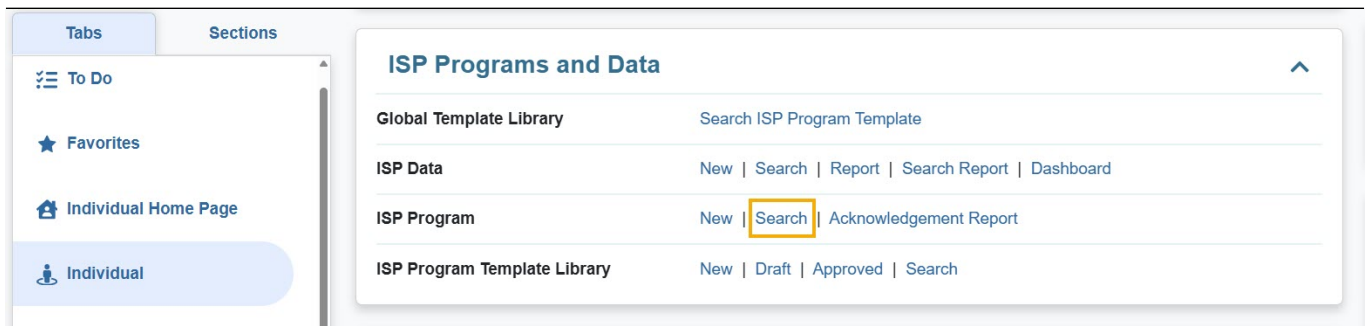 Tabs
Sections
To Do
Favorites
Individual Home Page
Individual
ISP Programs and Data
Global Template Library Search ISP Program Template
ISP Data New | Search | Report | Search Report | Dashboard
ISP Program New | Search | Acknowledgement Report
ISP Program Template Library New | Draft | Approved | Search